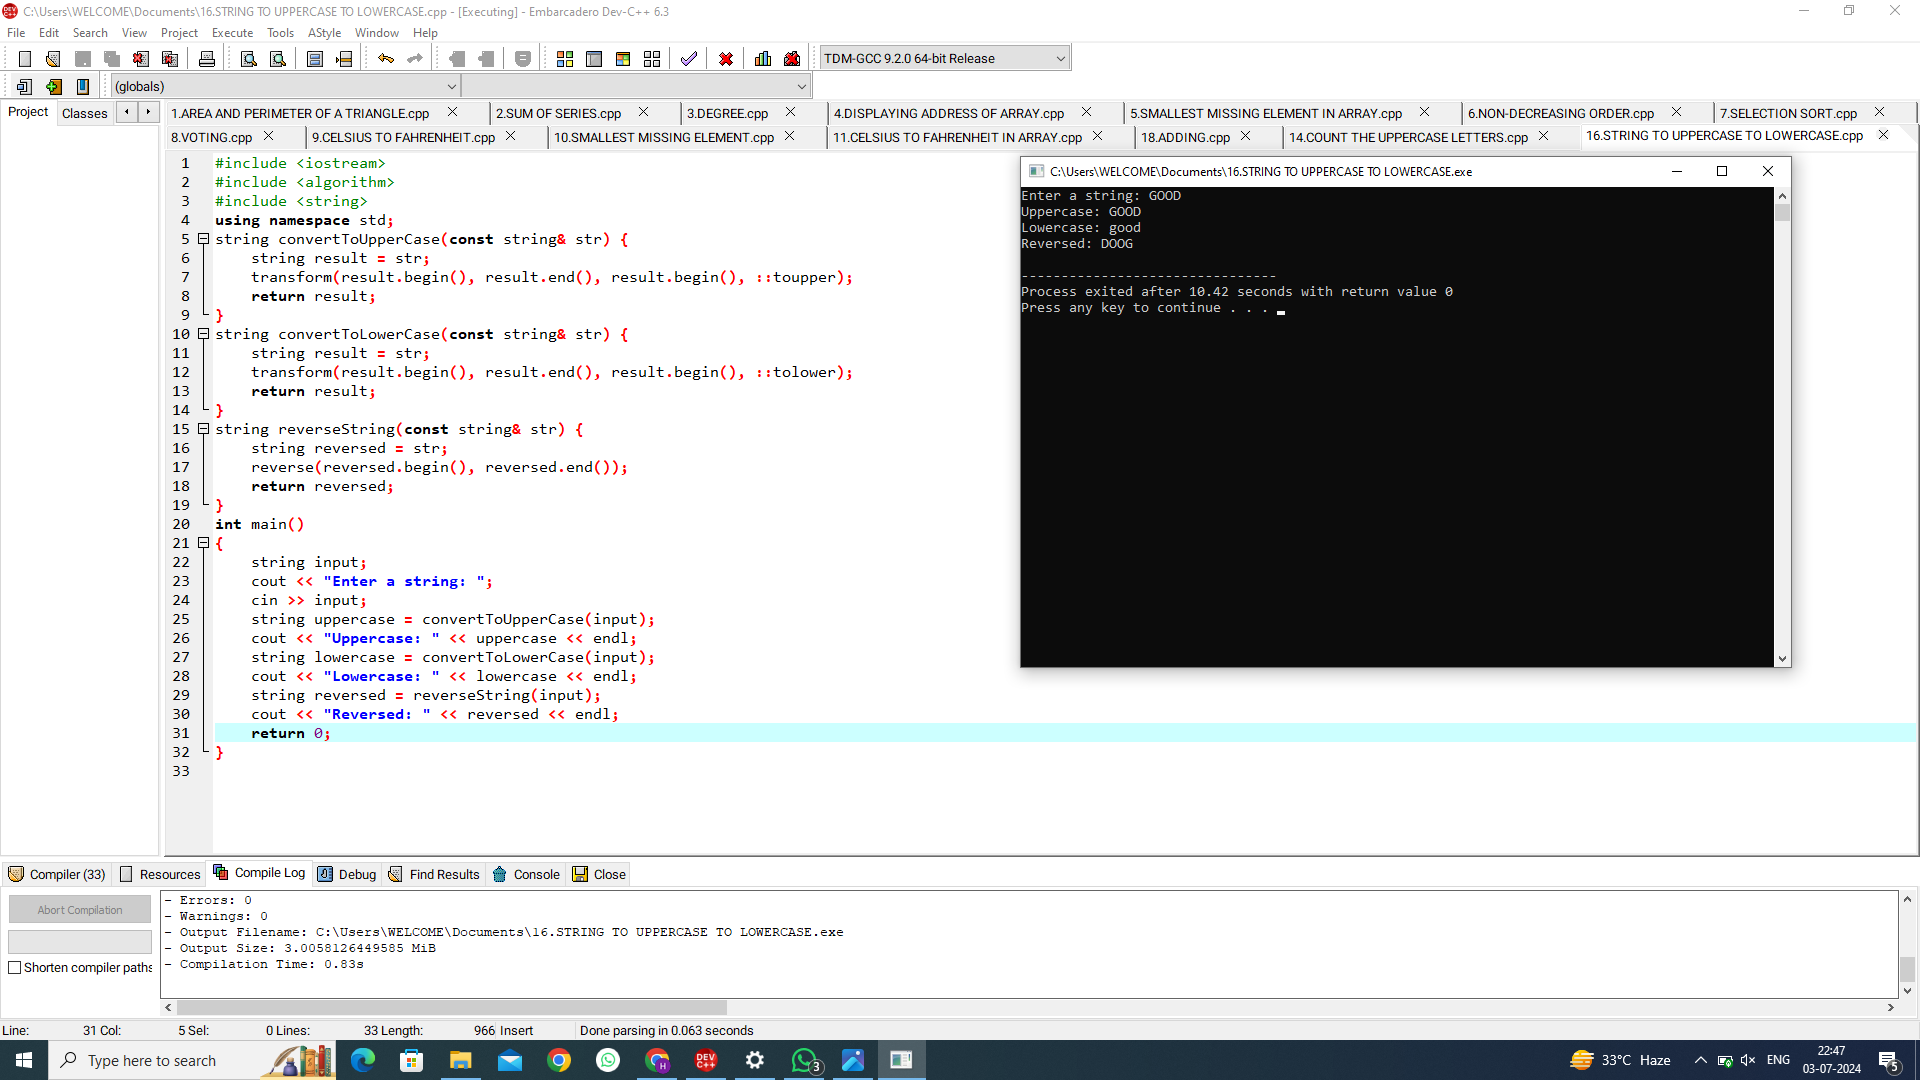 C:\Users\WELCOME\Documents\16.STRING TO UPPERCASE TO LOWERCASE.cpp - [Executing] - Embarcadero Dev-C++ 6.3
File Edit Search View Project Execute Tools AStyle Window Help
TDM-GCC 9.2.0 64-bit Release
(globals)
Project Classes
1.AREA AND PERIMETER OF A TRIANGLE.cpp 2.SUM OF SERIES.cpp 3.DEGREE.cpp 4.DISPLAYING ADDRESS OF ARRAY.cpp 5.SMALLEST MISSING ELEMENT IN ARRAY.cpp 6.NON-DECREASING ORDER.cpp 7.SELECTION SORT.cpp
8.VOTING.cpp 9.CELSIUS TO FAHRENHEIT.cpp 10.SMALLEST MISSING ELEMENT.cpp 11.CELSIUS TO FAHRENHEIT IN ARRAY.cpp 18.ADDING.cpp 14.COUNT THE UPPERCASE LETTERS.cpp 16.STRING TO UPPERCASE TO LOWERCASE.cpp
1 #include <iostream>
2 #include <algorithm>
3 #include <string>
4 using namespace std;
5 string convertToUpperCase(const string& str) {
6 string result = str;
7 transform(result.begin(), result.end(), result.begin(), ::toupper);
8 return result;
9 }
10 string convertToLowerCase(const string& str) {
11 string result = str;
12 transform(result.begin(), result.end(), result.begin(), ::tolower);
13 return result;
14 }
15 string reverseString(const string& str) {
16 string reversed = str;
17 reverse(reversed.begin(), reversed.end());
18 return reversed;
19 }
20 int main()
21 {
22 string input;
23 cout << "Enter a string: ";
24 cin >> input;
25 string uppercase = convertToUpperCase(input);
26 cout << "Uppercase: " << uppercase << endl;
27 string lowercase = convertToLowerCase(input);
28 cout << "Lowercase: " << lowercase << endl;
29 string reversed = reverseString(input);
30 cout << "Reversed: " << reversed << endl;
31 return 0;
32 }
33
C:\Users\WELCOME\Documents\16.STRING TO UPPERCASE TO LOWERCASE.exe
Enter a string: GOOD
Uppercase: GOOD
Lowercase: good
Reversed: DOOG
--------------------------------
Process exited after 10.42 seconds with return value 0
Press any key to continue . . .
Compiler (33) Resources Compile Log Debug Find Results Console Close
Abort Compilation
Shorten compiler paths
- Errors: 0
- Warnings: 0
- Output Filename: C:\Users\WELCOME\Documents\16.STRING TO UPPERCASE TO LOWERCASE.exe
- Output Size: 3.0058126449585 MiB
- Compilation Time: 0.83s
Line: 31 Col: 5 Sel: 0 Lines: 33 Length: 966 Insert Done parsing in 0.063 seconds
Type here to search
DEV C++
3
33°C Haze
ENG
22:47
03-07-2024
5